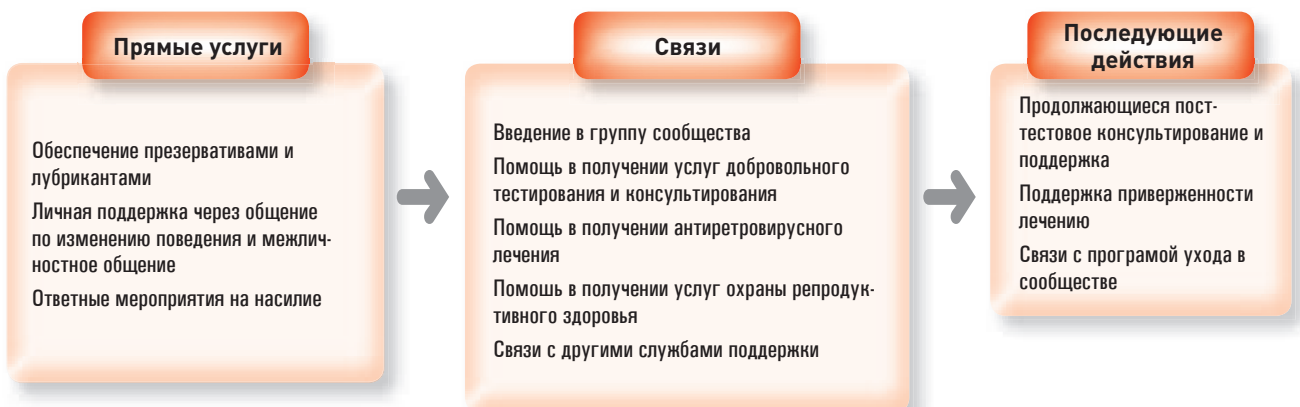 Прямые услуги
Обеспечение презервативами и
лубрикантами
Личная поддержка через общение
по изменению поведения и межлич-
ностное общение
Ответные мероприятия на насилие
Связи
Введение в группу сообщества
Помощь в получении услуг добровольного
тестирования и консультирования
Помощь в получении антиретровирусного
лечения
Помошь в получении услуг охраны репродук-
тивного здоровья
Связи с другими службами поддержки
Последующие
действия
Продолжающиеся пост-
тестовое консультирование и
поддержка
Поддержка приверженности
лечению
Связи с програмой ухода в
сообществе